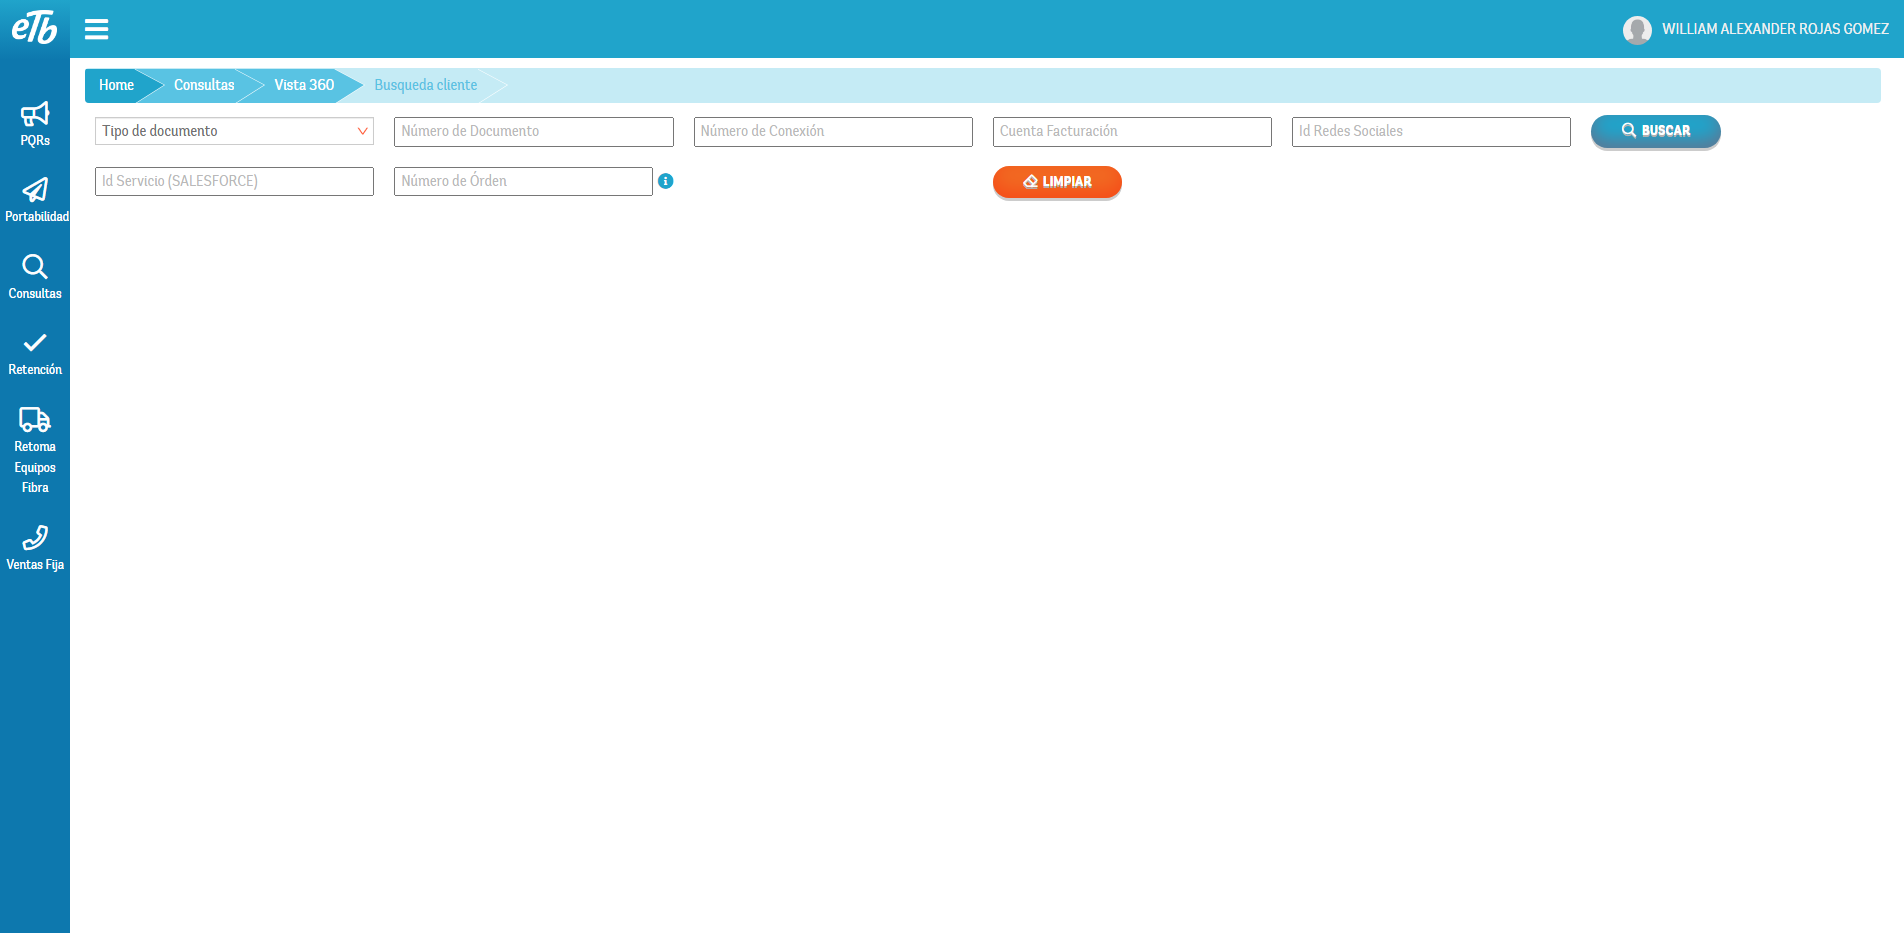 eTb
WILLIAM ALEXANDER ROJAS GOMEZ
Home
Consultas
Vista 360
Busqueda cliente
Tipo de documento
Número de Documento
Número de Conexión
Cuenta Facturación
Id Redes Sociales
BUSCAR
Id Servicio (SALESFORCE)
Número de Órden
LIMPIAR
PQRs
Portabilidad
Consultas
Retención
Retoma
Equipos
Fibra
Ventas Fija